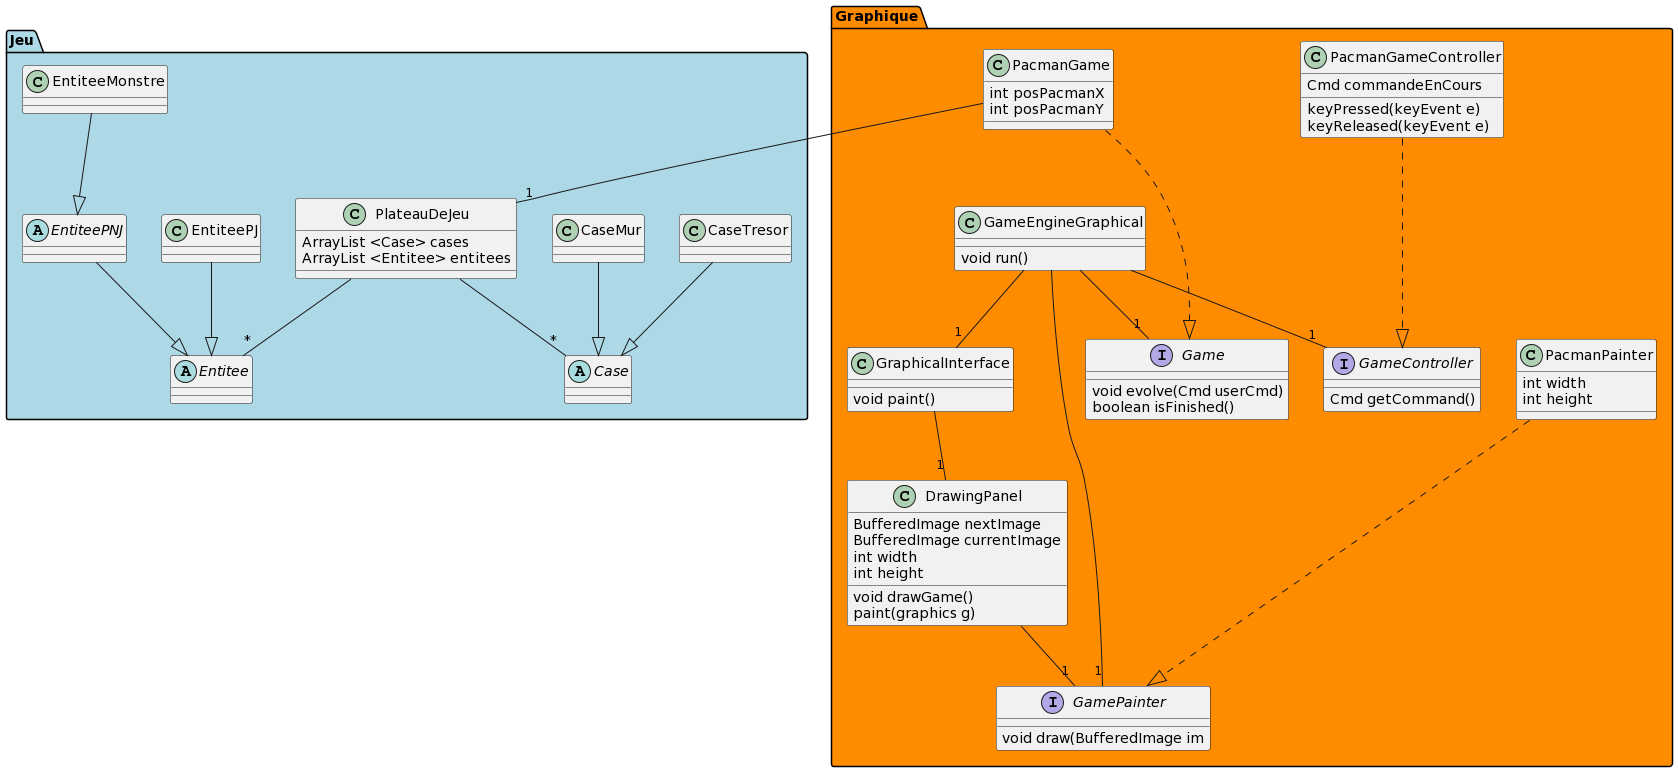 Jeu
C EntiteeMonstre
A EntiteePNJ
C EntiteePJ
1
C PlateauDeJeu
ArrayList <Case> cases
ArrayList <Entitee> entitees
C CaseMur
C CaseTresor
*
*
A Entitee
A Case
Graphique
C PacmanGame
int posPacmanX
int posPacmanY
C PacmanGameController
Cmd commandeEnCours
keyPressed(keyEvent e)
keyReleased(keyEvent e)
C GameEngineGraphical
void run()
1
1
1
C GraphicalInterface
void paint()
I Game
void evolve(Cmd userCmd)
boolean isFinished()
I GameController
Cmd getCommand()
C PacmanPainter
int width
int height
1
C DrawingPanel
BufferedImage nextImage
BufferedImage currentImage
int width
int height
void drawGame()
paint(graphics g)
1
1
I GamePainter
void draw(BufferedImage im